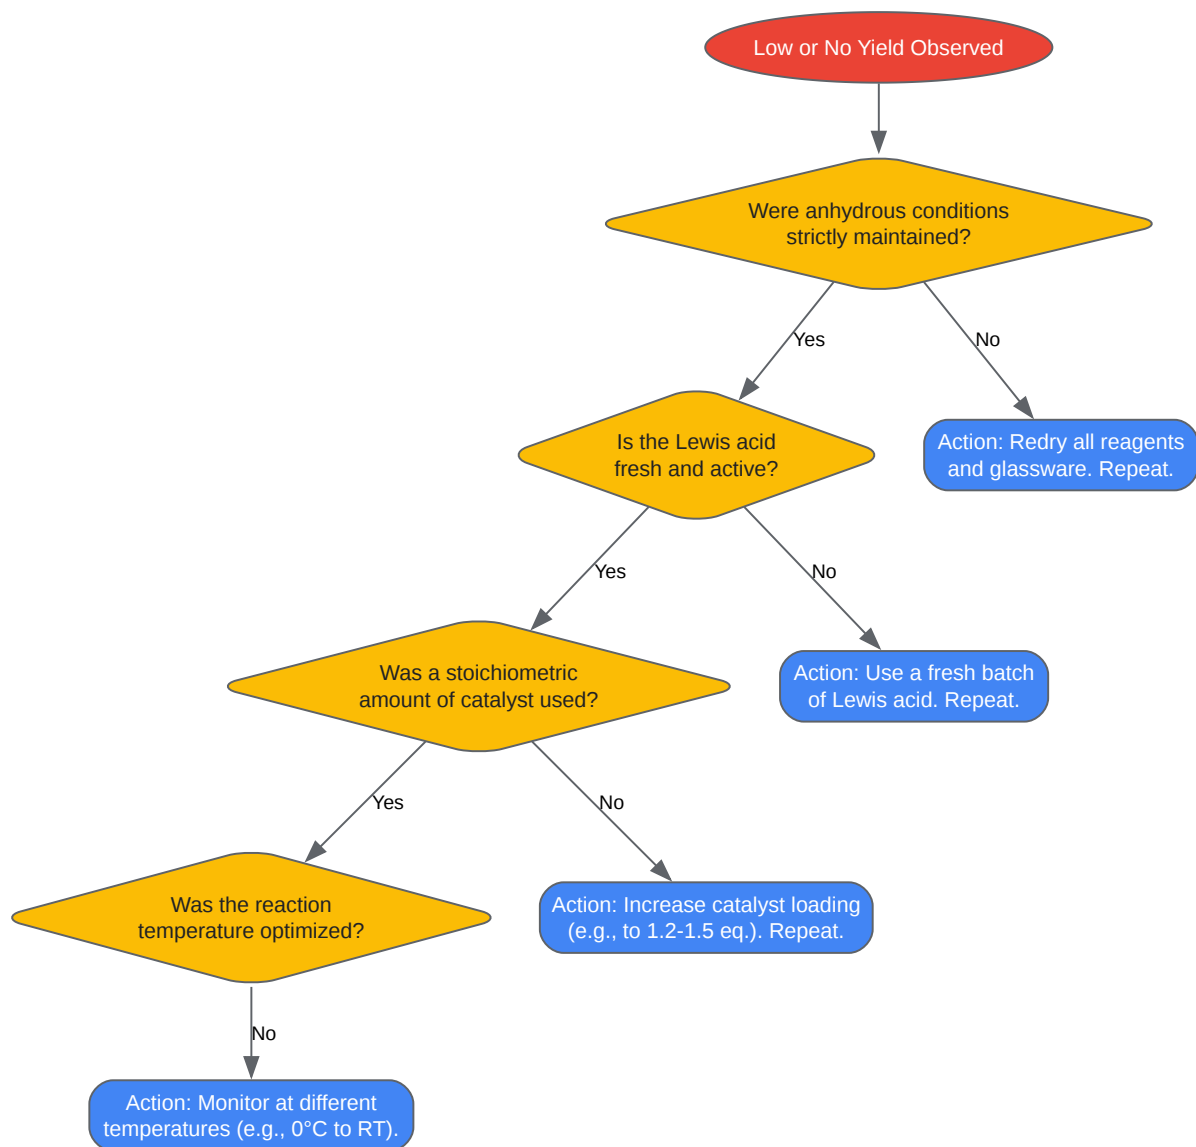 Low or No Yield Observed
Were anhydrous conditions
strictly maintained?
Yes
No
Is the Lewis acid
fresh and active?
Action: Redry all reagents
and glassware. Repeat.
Yes
No
Was a stoichiometric
amount of catalyst used?
Action: Use a fresh batch
of Lewis acid. Repeat.
Yes
No
Was the reaction
temperature optimized?
Action: Increase catalyst loading
(e.g., to 1.2-1.5 eq.). Repeat.
No
Action: Monitor at different
temperatures (e.g., 0°C to RT).